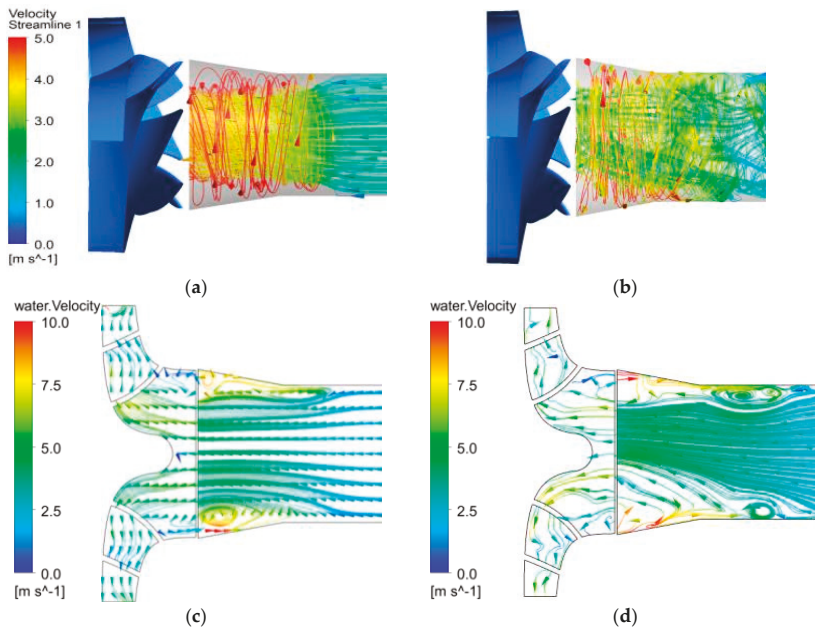 Velocity
Streamline 1
5.0
4.0
3.0
2.0
1.0
0.0
[m s^-1]
(a)
(b)
water.Velocity
10.0
7.5
5.0
2.5
0.0
[m s^-1]
(c)
water.Velocity
10.0
7.5
5.0
2.5
0.0
[m s^-1]
(d)